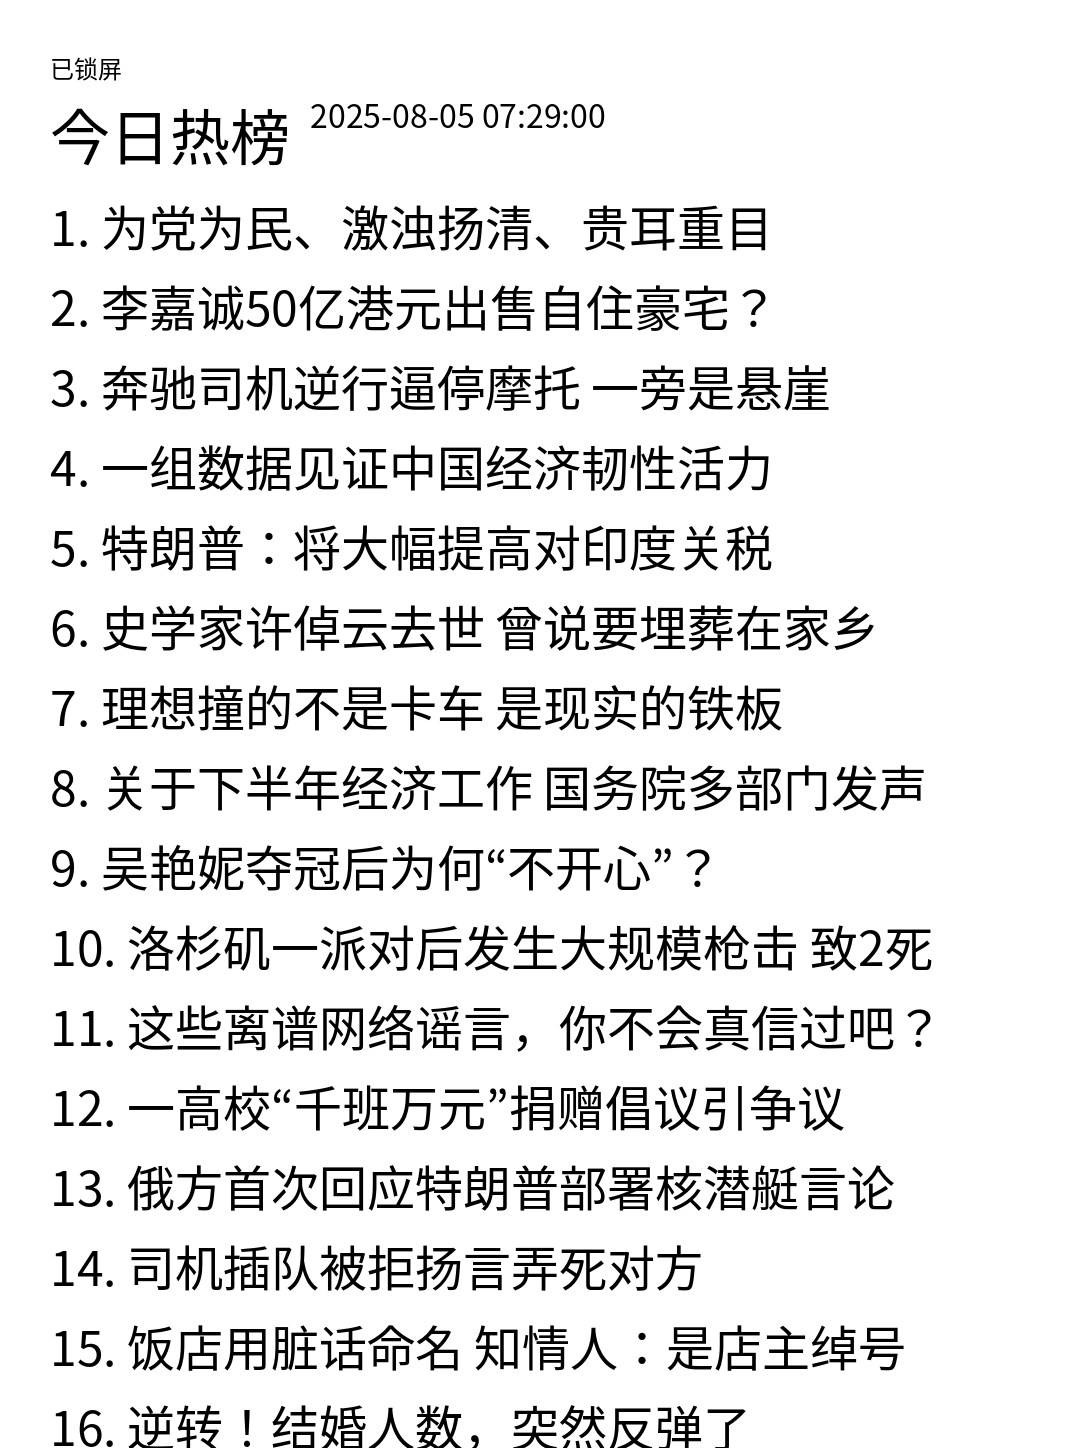 已锁屏
今日热榜 2025-08-05 07:29:00
1. 为党为民、激浊扬清、贵耳重目
2. 李嘉诚50亿港元出售自住豪宅？
3. 奔驰司机逆行逼停摩托 一旁是悬崖
4. 一组数据见证中国经济韧性活力
5. 特朗普：将大幅提高对印度关税
6. 史学家许倬云去世 曾说要埋葬在家乡
7. 理想撞的不是卡车 是现实的铁板
8. 关于下半年经济工作 国务院多部门发声
9. 吴艳妮夺冠后为何“不开心”？
10. 洛杉矶一派对后发生大规模枪击 致2死
11. 这些离谱网络谣言，你不会真信过吧？
12. 一高校“千班万元”捐赠倡议引争议
13. 俄方首次回应特朗普部署核潜艇言论
14. 司机插队被拒扬言弄死对方
15. 饭店用脏话命名 知情人：是店主绰号
16. 逆转！结婚人数，突然反弹了